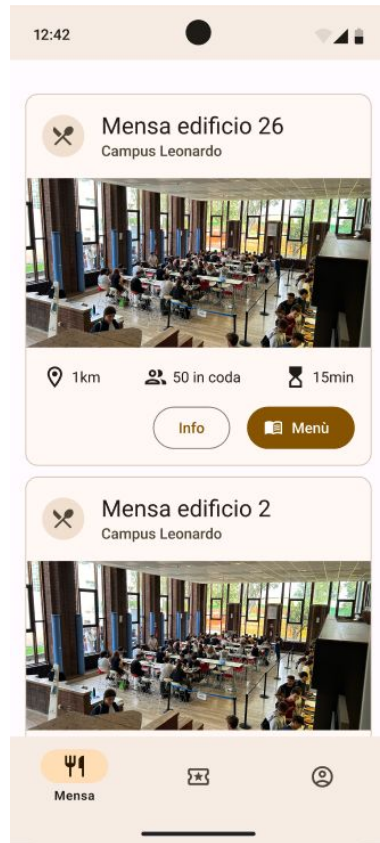 12:42
Mensa edificio 26
Campus Leonardo
1km 50 in coda 15min
Info Menù
Mensa edificio 2
Campus Leonardo
Mensa